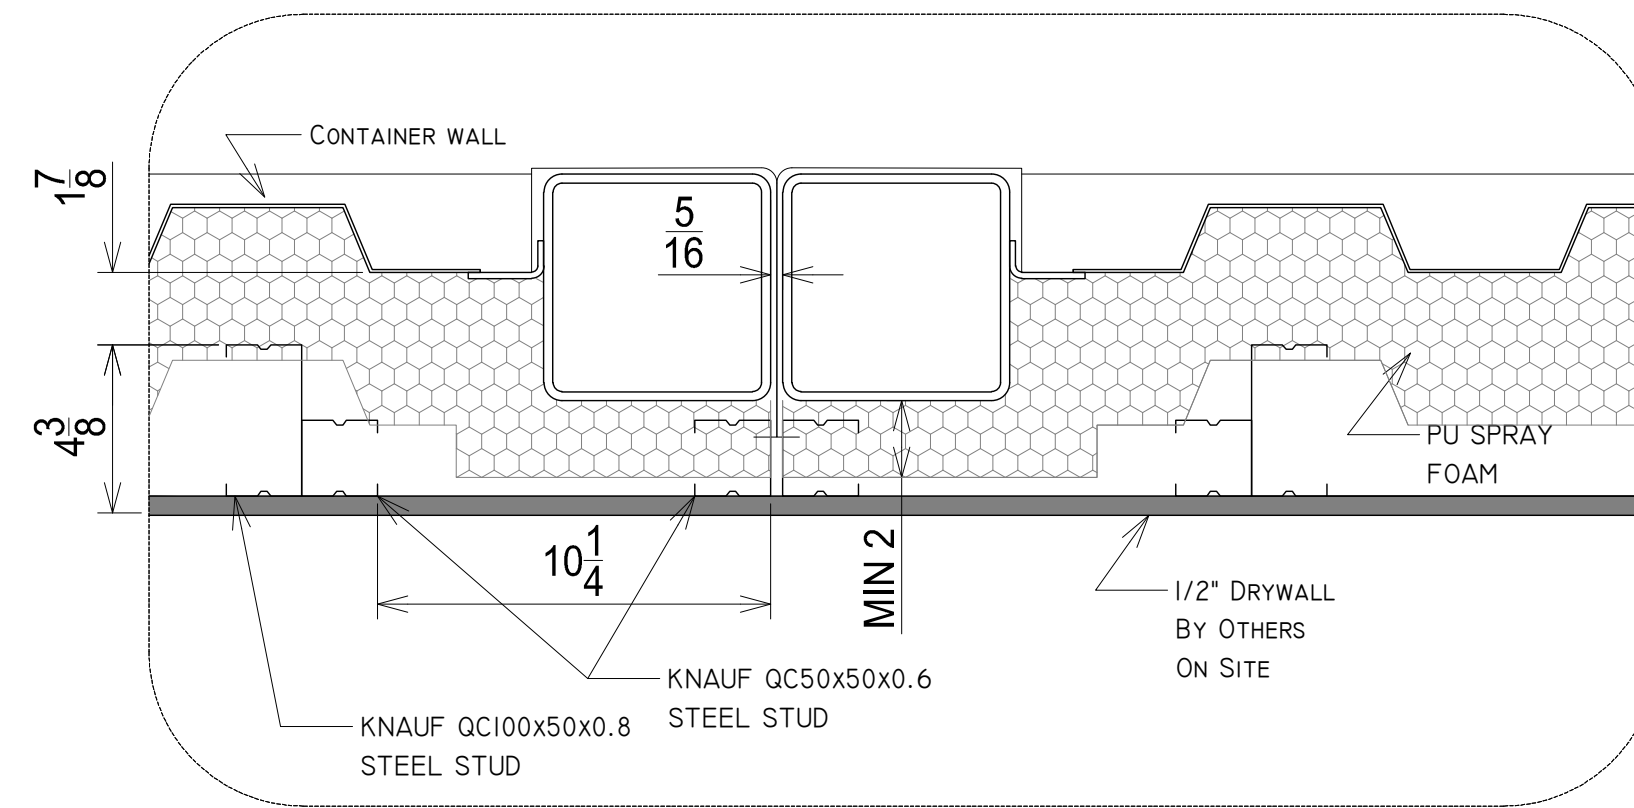 CONTAINER WALL
1 7/8
5/16
4 3/8
PU SPRAY
FOAM
10 1/4
MIN 2
1/2" DRYWALL
BY OTHERS
ON SITE
KNAUF QC50x50x0.6
STEEL STUD
KNAUF QC100x50x0.8
STEEL STUD